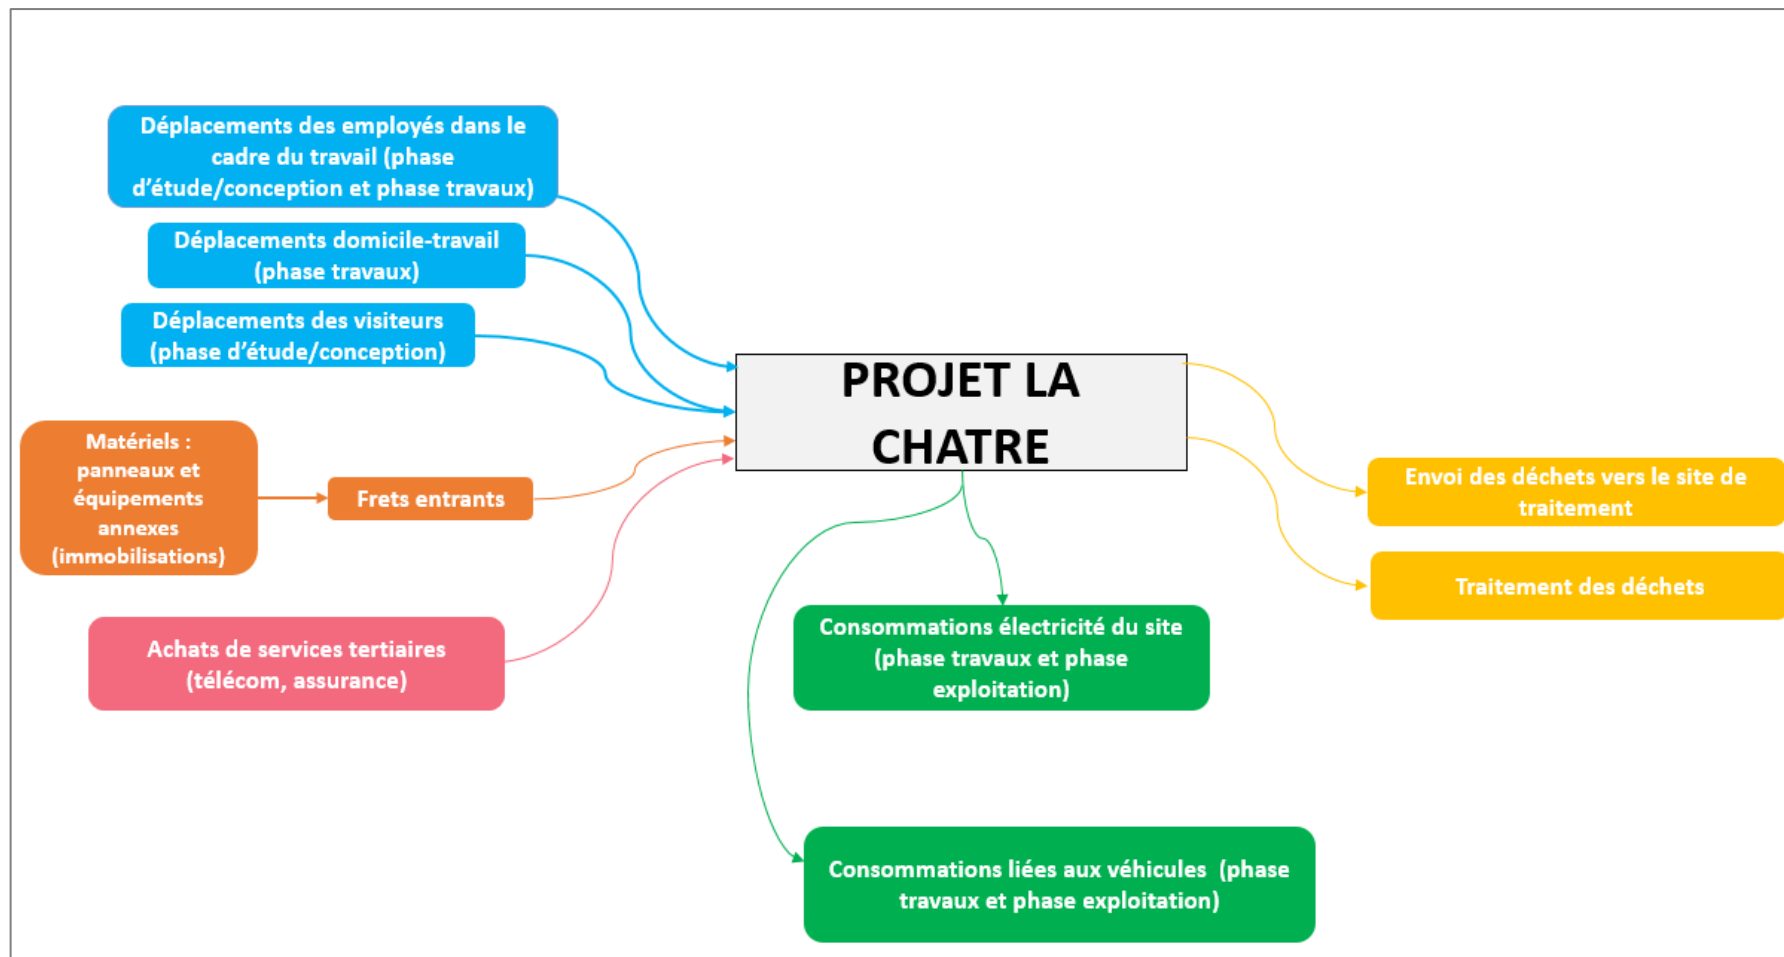 Déplacements des employés dans le
cadre du travail (phase
d’étude/conception et phase travaux)
Déplacements domicile-travail
(phase travaux)
Déplacements des visiteurs
(phase d’étude/conception)
PROJET LA
CHATRE
Matériels :
panneaux et
équipements
annexes
(immobilisations)
Frets entrants
Envoi des déchets vers le site de
traitement
Traitement des déchets
Achats de services tertiaires
(télécom, assurance)
Consommations électricité du site
(phase travaux et phase
exploitation)
Consommations liées aux véhicules (phase
travaux et phase exploitation)